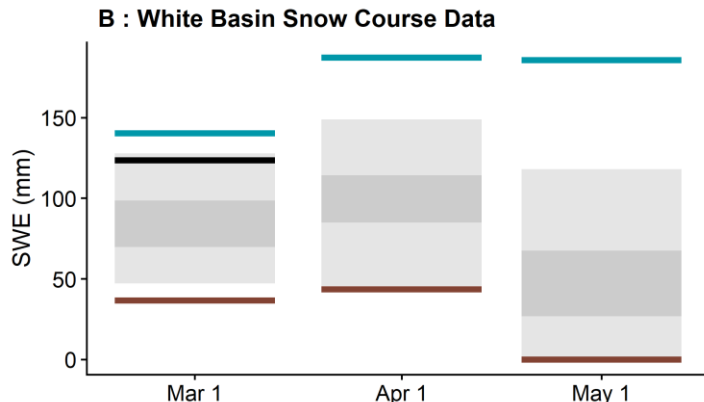 B : White Basin Snow Course Data
SWE (mm)
150
100
50
0
Mar 1
Apr 1
May 1